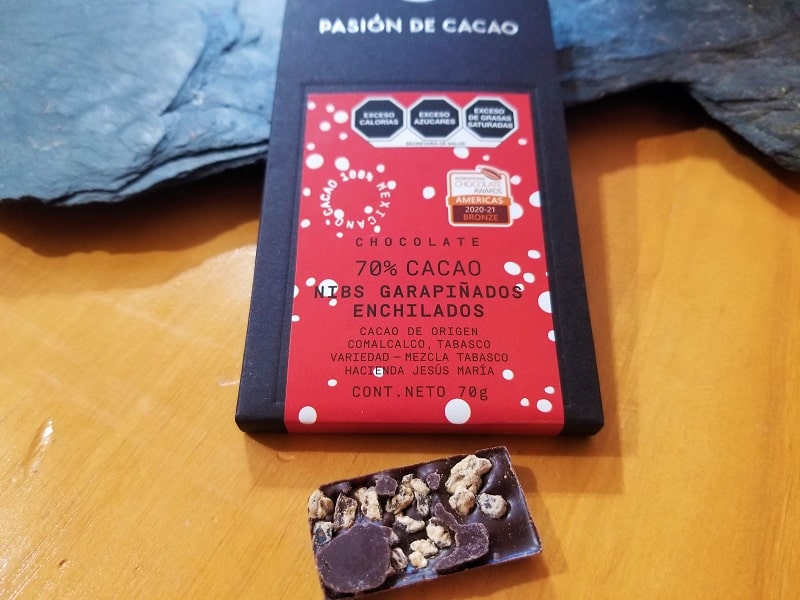 PASIÓN DE CACAO
EXCESO
CALORÍAS
EXCESO
AZÚCARES
EXCESO
DE GRASAS
SATURADAS
SECRETARÍA DE SALUD
CACAO 100% MEXICANO
INTERNATIONAL
CHOCOLATE
AWARDS
AMERICAS
2020-21
BRONZE
CHOCOLATE
70% CACAO
NIBS GARAPIÑADOS
ENCHILADOS
CACAO DE ORIGEN
COMALCALCO, TABASCO
VARIEDAD — MEZCLA TABASCO
HACIENDA JESÚS MARÍA
CONT.NETO 70g